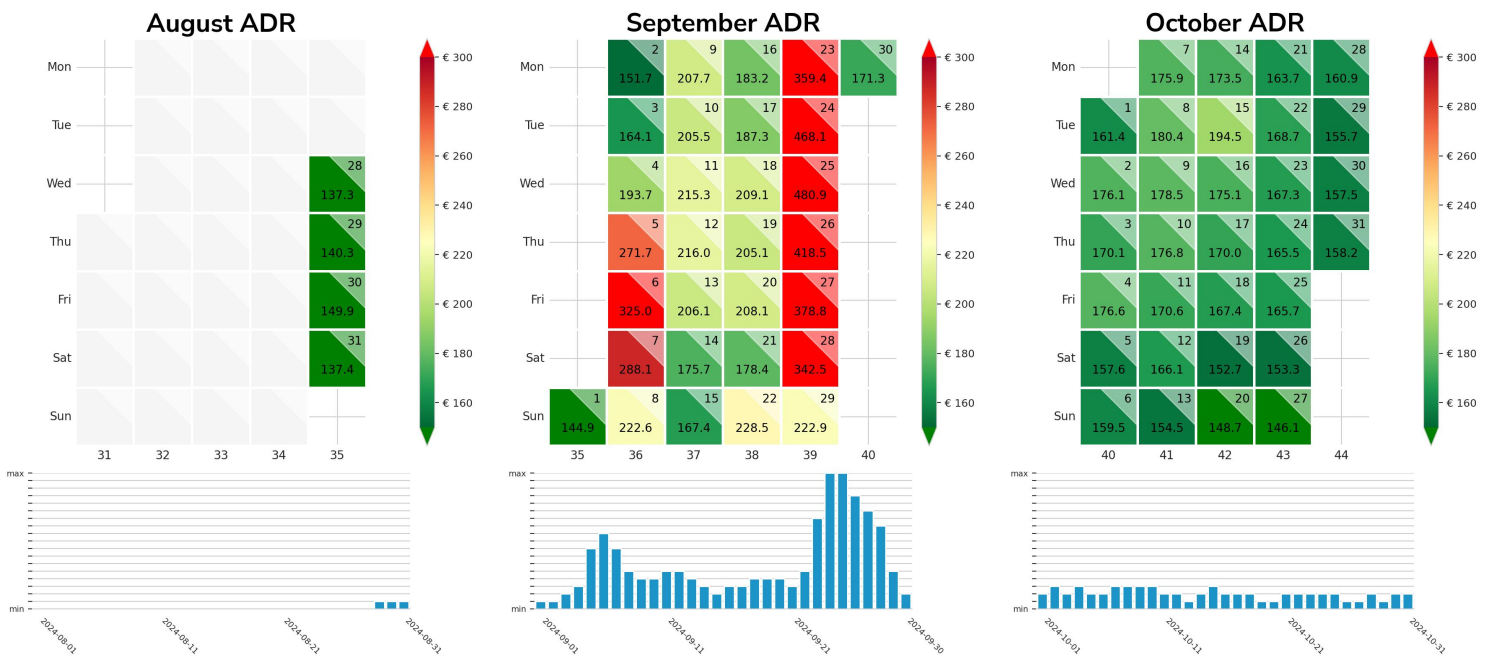 August ADR
September ADR
October ADR
Mon
Tue
Wed
Thu
Fri
Sat
Sun
28
137.3
29
140.3
30
149.9
31
137.4
31 32 33 34 35
€ 300
€ 280
€ 260
€ 240
€ 220
€ 200
€ 180
€ 160
Mon
2 9 16 23 30
151.7 207.7 183.2 359.4 171.3
Tue
3 10 17 24
164.1 205.5 187.3 468.1
Wed
4 11 18 25
193.7 215.3 209.1 480.9
Thu
5 12 19 26
271.7 216.0 205.1 418.5
Fri
6 13 20 27
325.0 206.1 208.1 378.8
Sat
7 14 21 28
288.1 175.7 178.4 342.5
Sun
1 8 15 22 29
144.9 222.6 167.4 228.5 222.9
35 36 37 38 39 40
€ 300
€ 280
€ 260
€ 240
€ 220
€ 200
€ 180
€ 160
Mon
7 14 21 28
175.9 173.5 163.7 160.9
Tue
1 8 15 22 29
161.4 180.4 194.5 168.7 155.7
Wed
2 9 16 23 30
176.1 178.5 175.1 167.3 157.5
Thu
3 10 17 24 31
170.1 176.8 170.0 165.5 158.2
Fri
4 11 18 25
176.6 170.6 167.4 165.7
Sat
5 12 19 26
157.6 166.1 152.7 153.3
Sun
6 13 20 27
159.5 154.5 148.7 146.1
40 41 42 43 44
€ 300
€ 280
€ 260
€ 240
€ 220
€ 200
€ 180
€ 160
max
min
2024-08-01
2024-08-11
2024-08-21
2024-08-31
max
min
2024-09-01
2024-09-11
2024-09-21
2024-09-30
max
min
2024-10-01
2024-10-11
2024-10-21
2024-10-31